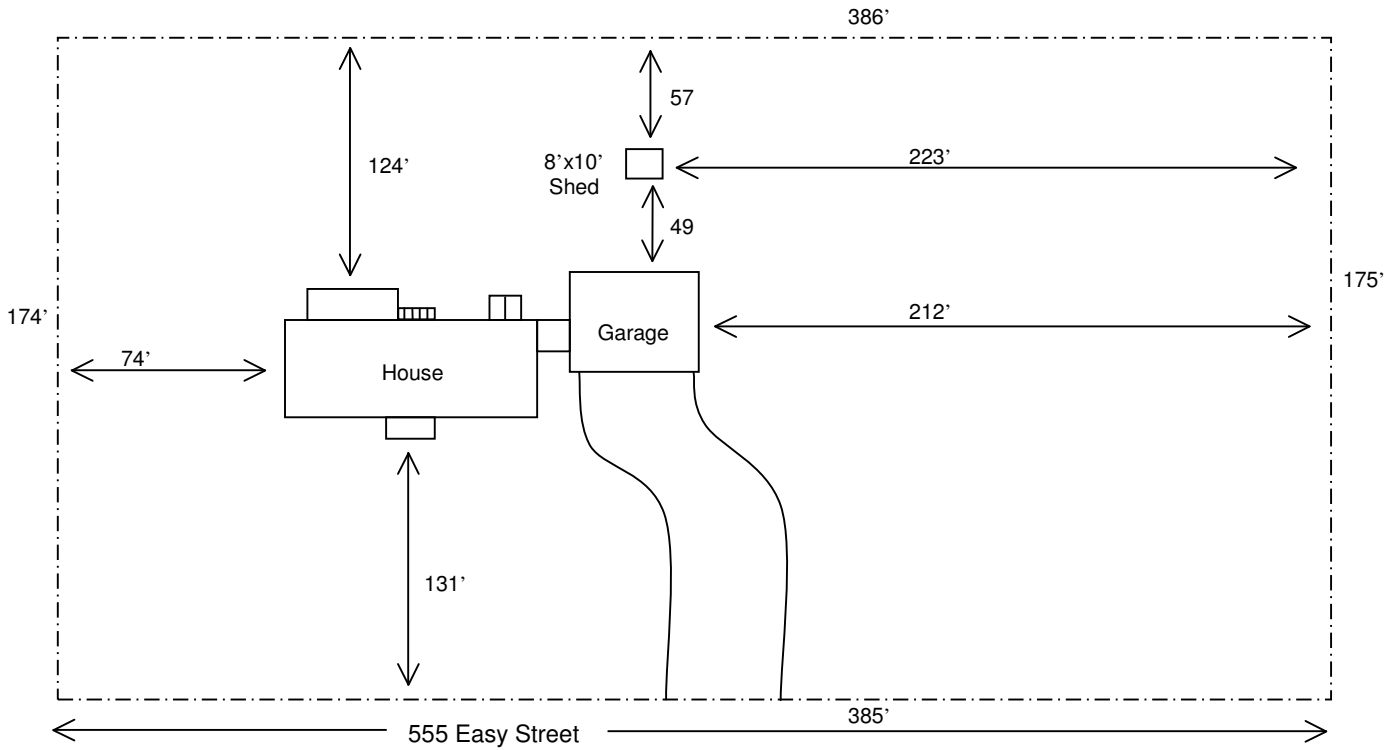 386’
57
8’x10’
Shed
223’
124’
49
174’
175’
212’
Garage
74’
House
131’
385’
555 Easy Street